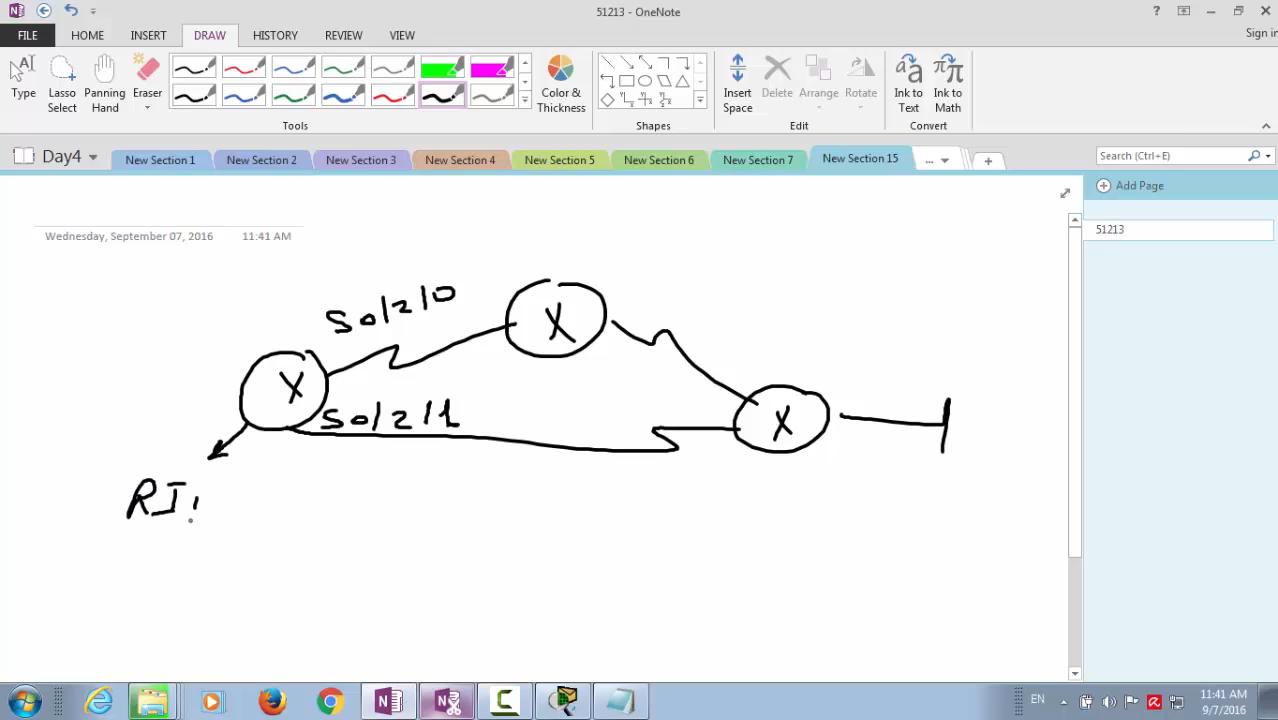 51213 - OneNote
Sign in
FILE HOME INSERT DRAW HISTORY REVIEW VIEW
Type
Lasso Select
Panning Hand
Eraser
Color & Thickness
Insert Space
Delete
Arrange
Rotate
Ink to Text
Ink to Math
Tools
Shapes
Edit
Convert
Day4
New Section 1
New Section 2
New Section 3
New Section 4
New Section 5
New Section 6
New Section 7
New Section 15
...
Search (Ctrl+E)
Add Page
51213
Wednesday, September 07, 2016 11:41 AM
So/2/0
X
X
So/2/1
X
RI
EN
11:41 AM
9/7/2016